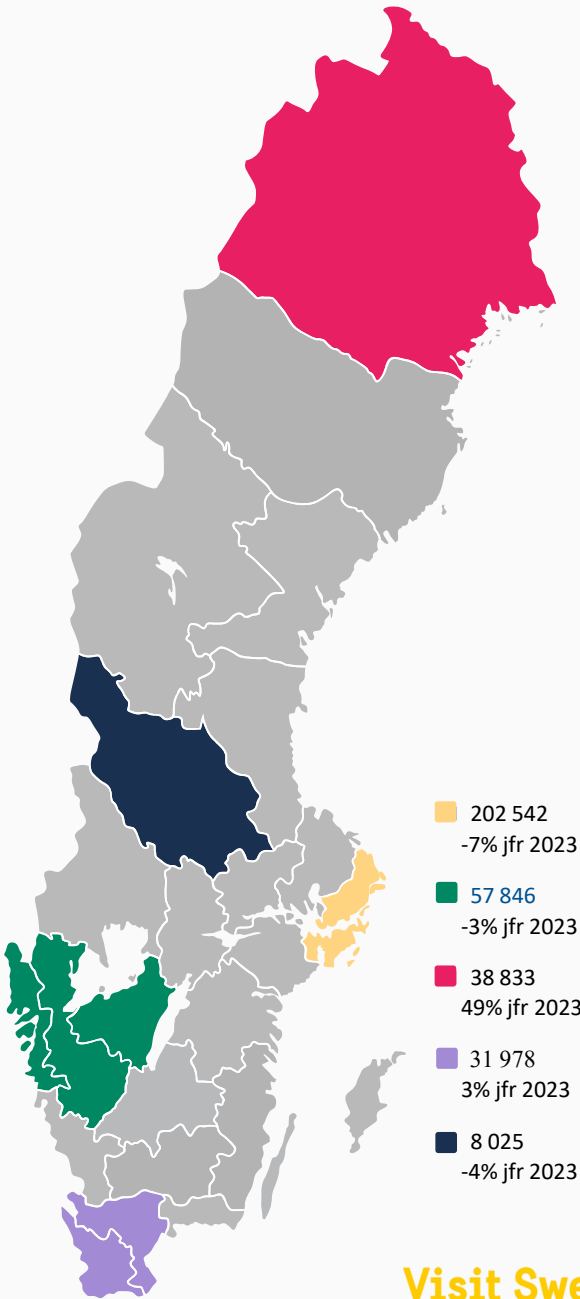 202 542
-7% jfr 2023
57 846
-3% jfr 2023
38 833
49% jfr 2023
31 978
3% jfr 2023
8 025
-4% jfr 2023
Visit Swe